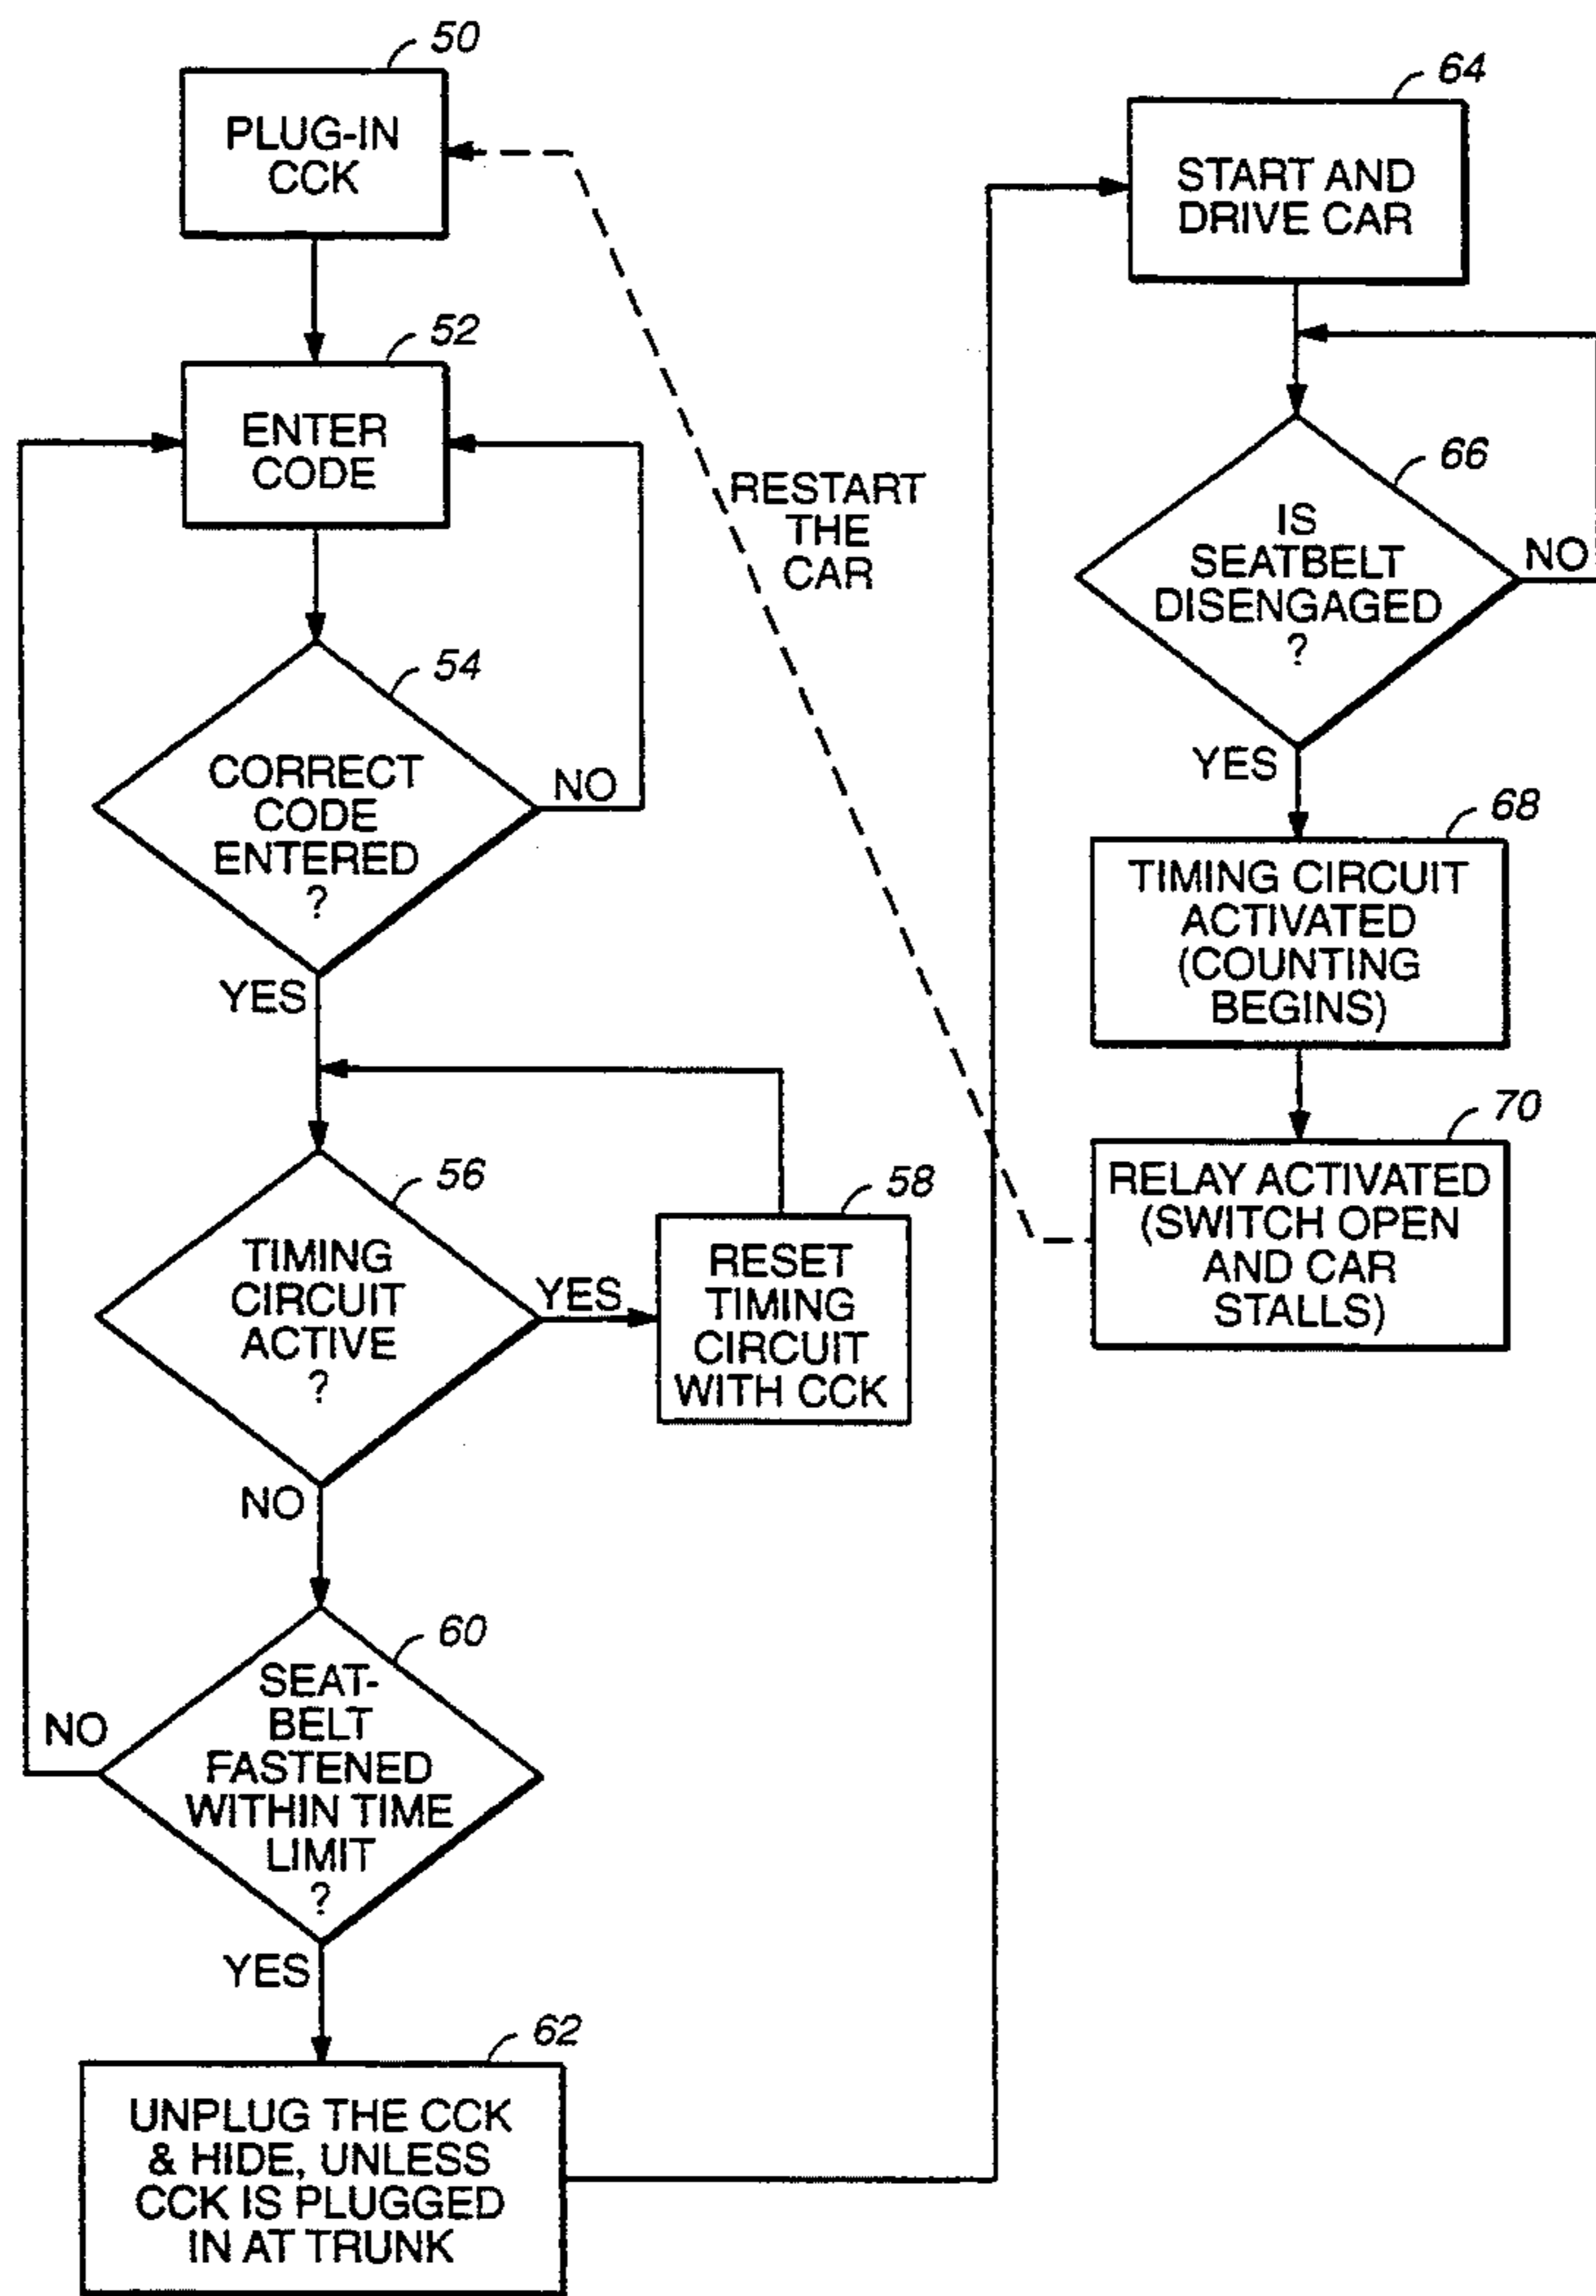 50
PLUG-IN
CCK
52
ENTER
CODE
54
CORRECT
CODE
ENTERED
?
NO
YES
56
TIMING
CIRCUIT
ACTIVE
?
YES
58
RESET
TIMING
CIRCUIT
WITH CCK
NO
60
SEAT-
BELT
FASTENED
WITHIN TIME
LIMIT
?
NO
YES
62
UNPLUG THE CCK
& HIDE, UNLESS
CCK IS PLUGGED
IN AT TRUNK
RESTART
THE
CAR
64
START AND
DRIVE CAR
66
IS
SEATBELT
DISENGAGED
?
NO
YES
68
TIMING CIRCUIT
ACTIVATED
(COUNTING
BEGINS)
70
RELAY ACTIVATED
(SWITCH OPEN
AND CAR
STALLS)